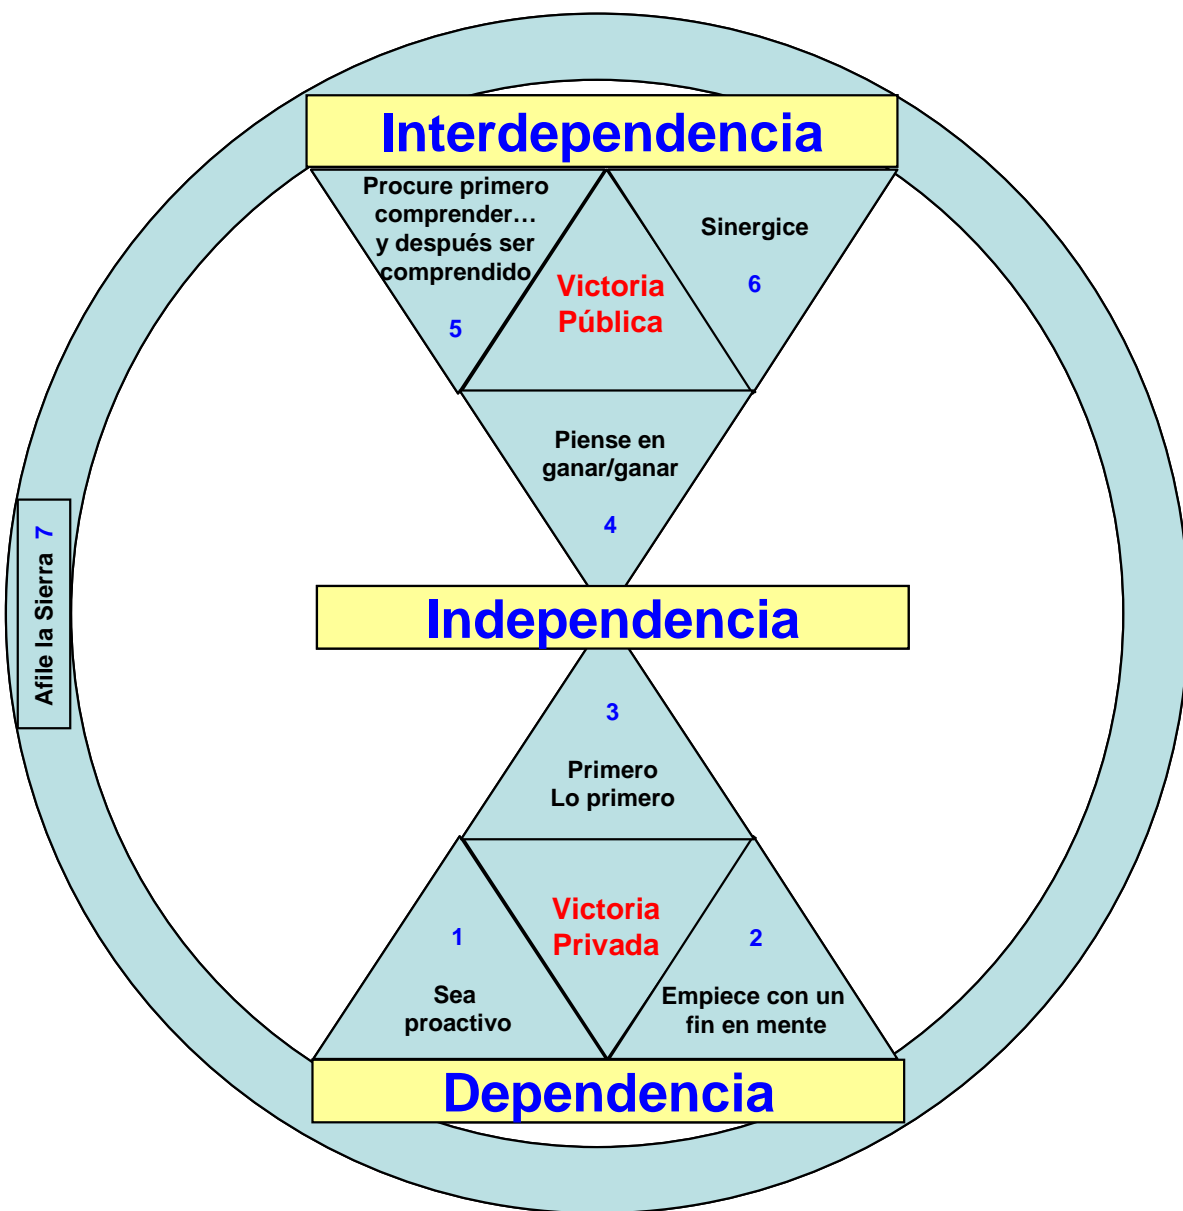 Interdependencia
Procure primero
comprender…
y después ser
comprendido
5
Victoria
Pública
Sinergice
6
Piense en
ganar/ganar
4
Afile la Sierra 7
Independencia
3
Primero
Lo primero
Victoria
Privada
1
Sea
proactivo
2
Empiece con un
fin en mente
Dependencia